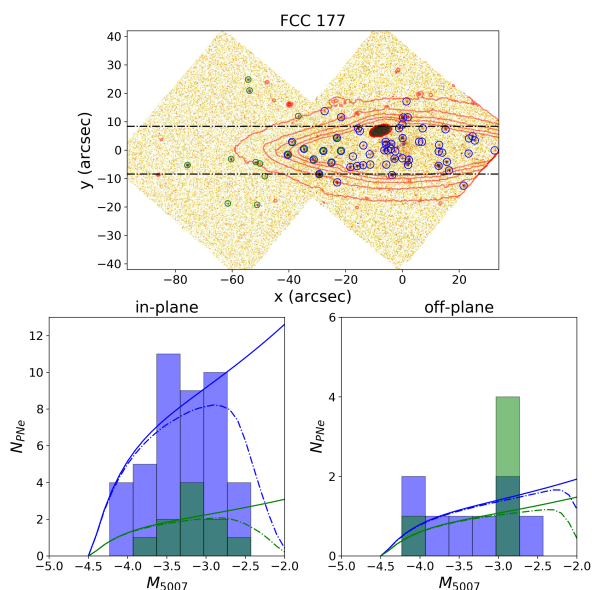 FCC 177
40
30
20
10
0
−10
−20
−30
−40
y (arcsec)
−80 −60 −40 −20 0 20
x (arcsec)
in-plane off-plane
12
10
8
6
4
2
0
N_PNe
−5.0 −4.5 −4.0 −3.5 −3.0 −2.5 −2.0
M_5007
6
4
2
0
N_PNe
−5.0 −4.5 −4.0 −3.5 −3.0 −2.5 −2.0
M_5007